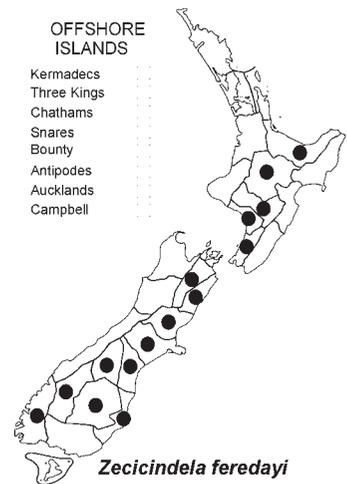 OFFSHORE
ISLANDS
Kermadecs
Three Kings
Chathams
Snares
Bounty
Antipodes
Aucklands
Campbell
Zecicindela feredayi